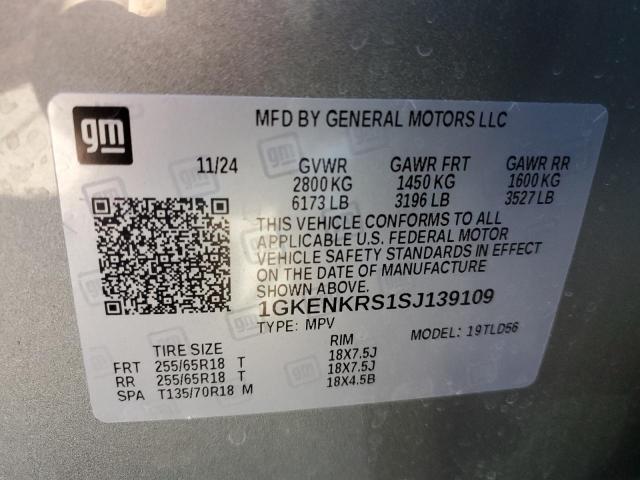 gm
MFD BY GENERAL MOTORS LLC
11/24 GVWR GAWR FRT GAWR RR
2800 KG 1450 KG 1600 KG
6173 LB 3196 LB 3527 LB
THIS VEHICLE CONFORMS TO ALL
APPLICABLE U.S. FEDERAL MOTOR
VEHICLE SAFETY STANDARDS IN EFFECT
ON THE DATE OF MANUFACTURE
SHOWN ABOVE.
1GKENKRS1SJ139109
TYPE: MPV MODEL: 19TLD56
TIRE SIZE RIM
FRT 255/65R18 T 18X7.5J
RR 255/65R18 T 18X7.5J
SPA T135/70R18 M 18X4.5B